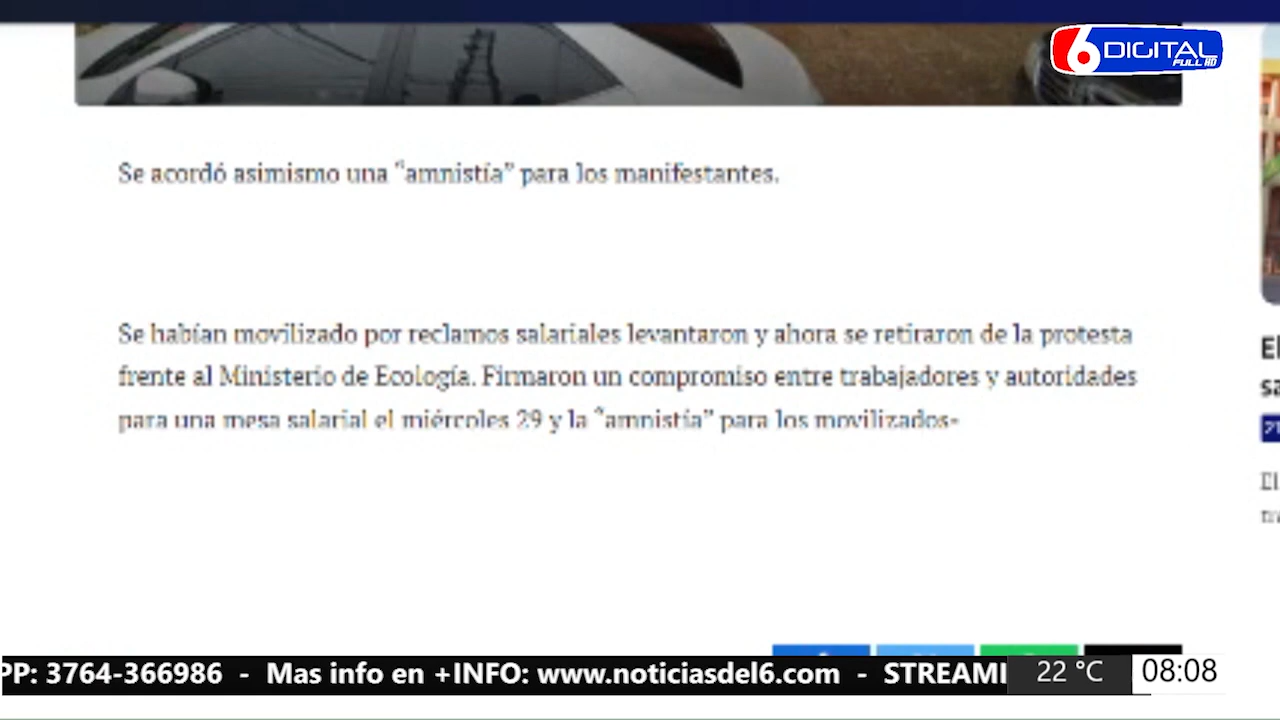 6 DIGITAL
FULL HD
Se acordó asimismo una “amnistía” para los manifestantes.
Se habían movilizado por reclamos salariales levantaron y ahora se retiraron de la protesta
frente al Ministerio de Ecología. Firmaron un compromiso entre trabajadores y autoridades
para una mesa salarial el miércoles 29 y la “amnistía” para los movilizados-
El
sa
PP: 3764-366986 - Mas info en +INFO: www.noticiasdel6.com - STREAMI
22 °C
08:08